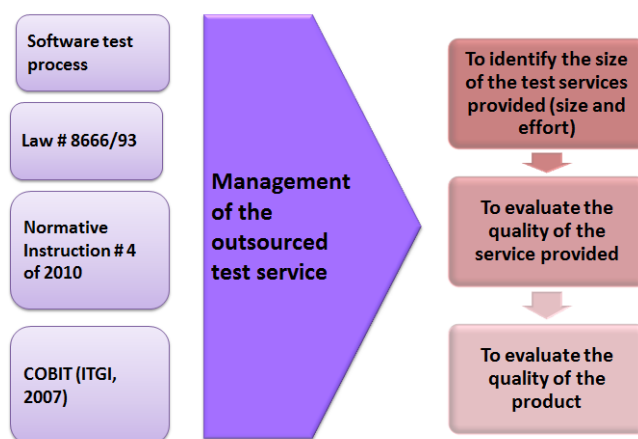 Software test
process
Law # 8666/93
Normative
Instruction # 4
of 2010
COBIT (ITGI,
2007)
Management
of the
outsourced
test service
To identify the size
of the test services
provided (size and
effort)
To evaluate the
quality of the
service provided
To evaluate the
quality of the
product